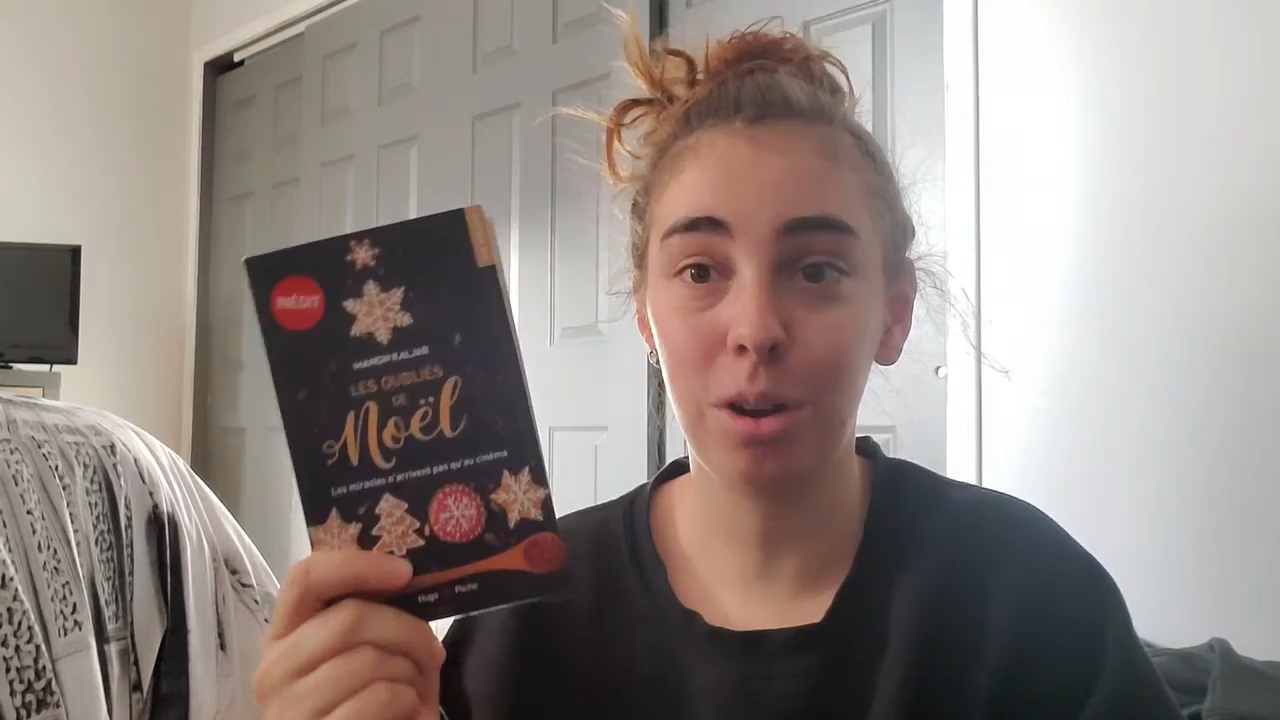 INÉDIT
LES OUBLIÉS
DE
Noël
Les miracles n'arrivent pas qu'au cinéma
Hugo Poche